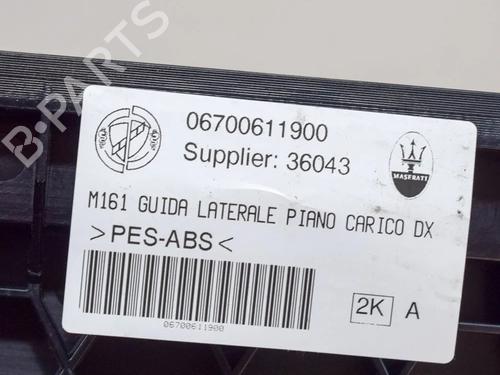 B-PARTS
06700611900
Supplier: 36043
MASERATI
M161 GUIDA LATERALE PIANO CARICO DX
>PES-ABS<
06700611900
2K A